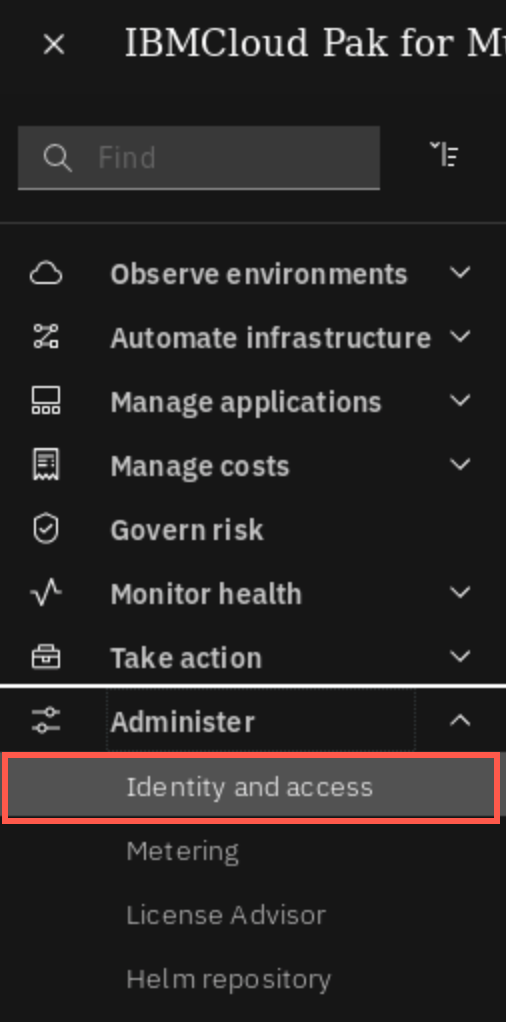 IBMCloud Pak for Mu
Find
Observe environments
Automate infrastructure
Manage applications
Manage costs
Govern risk
Monitor health
Take action
Administer
Identity and access
Metering
License Advisor
Helm repository